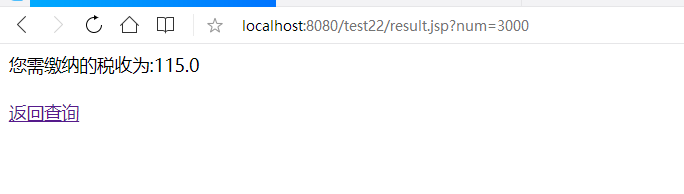 localhost:8080/test22/result.jsp?num=3000
您需缴纳的税收为:115.0
返回查询